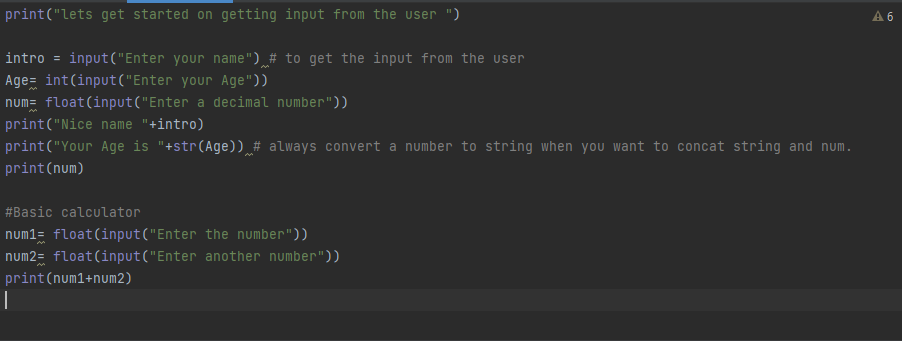 print("lets get started on getting input from the user ")
6
intro = input("Enter your name") # to get the input from the user
Age= int(input("Enter your Age"))
num= float(input("Enter a decimal number"))
print("Nice name "+intro)
print("Your Age is "+str(Age)) # always convert a number to string when you want to concat string and num.
print(num)
#Basic calculator
num1= float(input("Enter the number"))
num2= float(input("Enter another number"))
print(num1+num2)